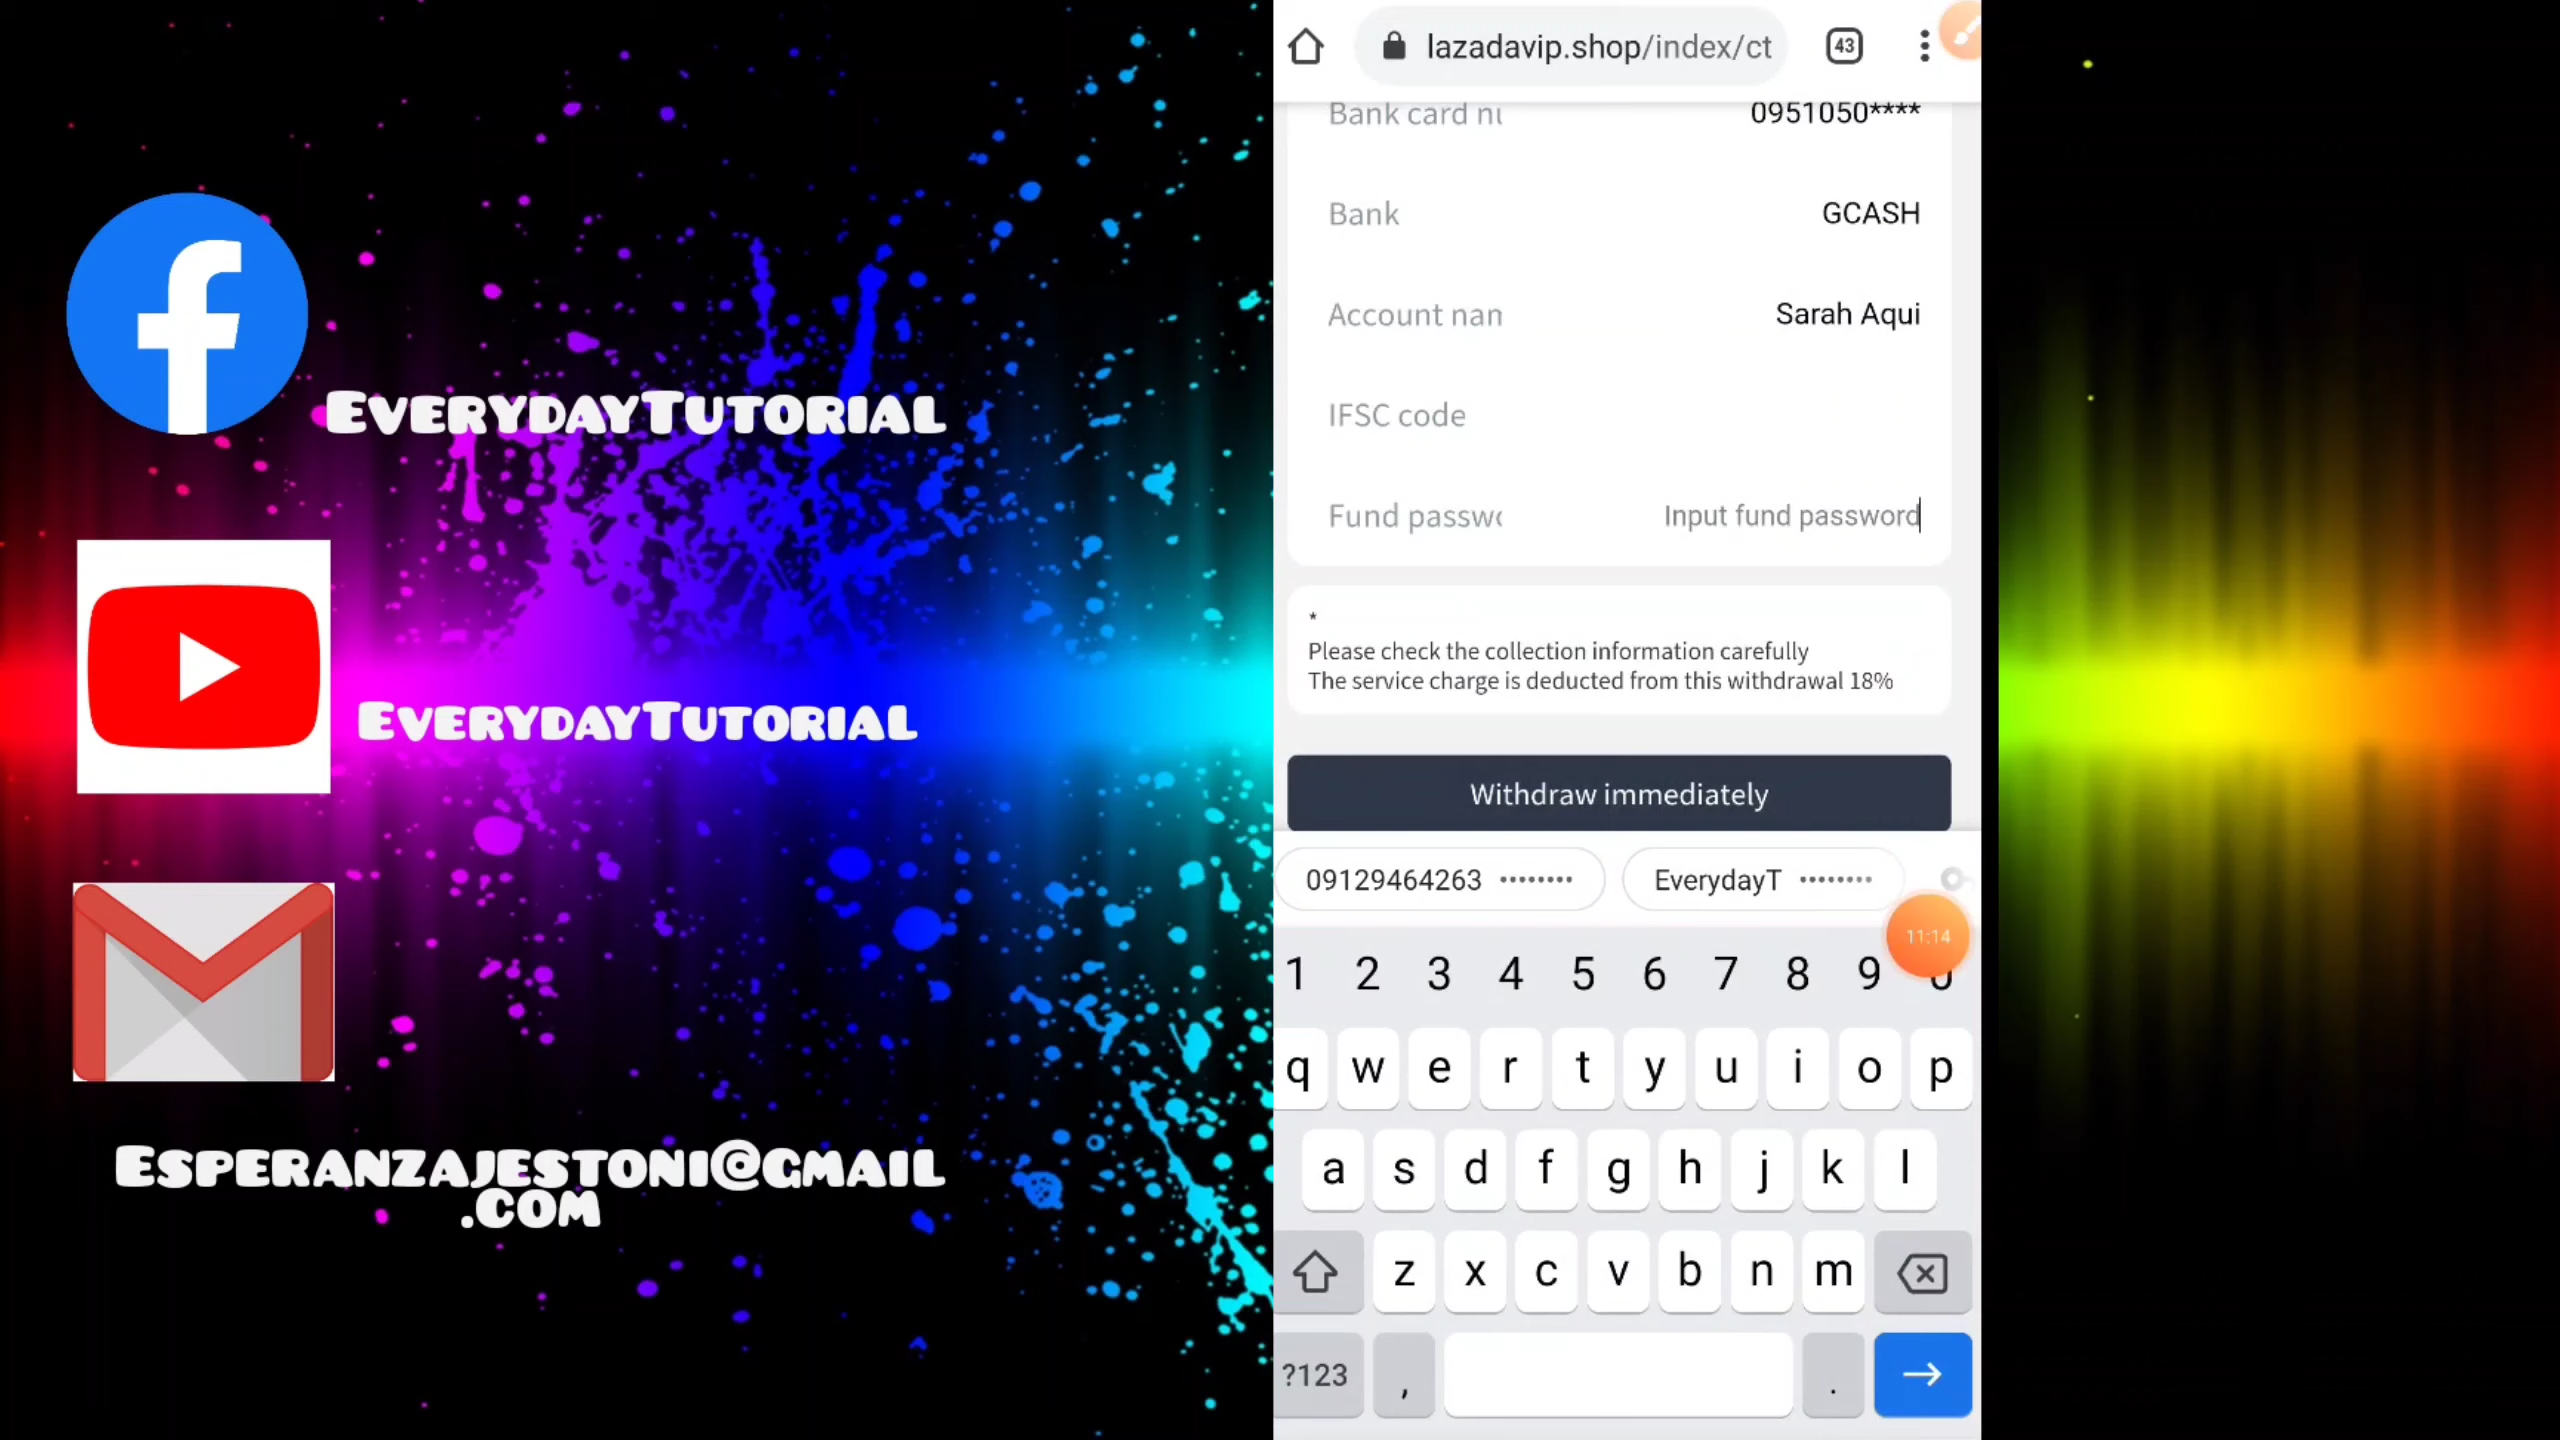 EverydayTutorial
EverydayTutorial
Esperanzajestoni@gmail
.com
lazadavip.shop/index/ct
43
Bank card nu
0951050****
Bank
GCASH
Account nan
Sarah Aqui
IFSC code
Fund passwo
Input fund password
*
Please check the collection information carefully
The service charge is deducted from this withdrawal 18%
Withdraw immediately
09129464263 ••••••••
EverydayT ••••••••
11:14
1 2 3 4 5 6 7 8 9 0
q w e r t y u i o p
a s d f g h j k l
z x c v b n m
?123 , .